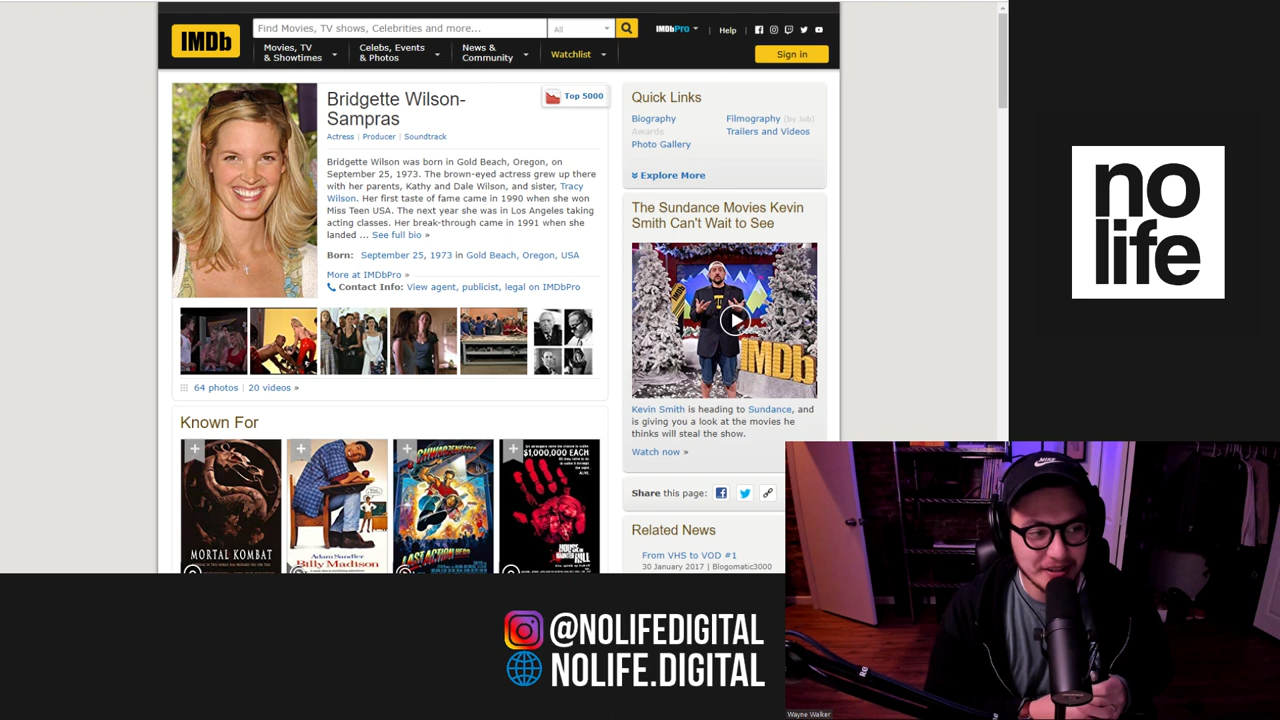 IMDb
Find Movies, TV shows, Celebrities and more...
All
IMDbPro
Help
Movies, TV
& Showtimes
Celebs, Events
& Photos
News &
Community
Watchlist
Sign in
Bridgette Wilson-
Sampras
Top 5000
Actress | Producer | Soundtrack
Bridgette Wilson was born in Gold Beach, Oregon, on
September 25, 1973. The brown-eyed actress grew up there
with her parents, Kathy and Dale Wilson, and sister, Tracy
Wilson. Her first taste of fame came in 1990 when she won
Miss Teen USA. The next year she was in Los Angeles taking
acting classes. Her break-through came in 1991 when she
landed ... See full bio »
Born: September 25, 1973 in Gold Beach, Oregon, USA
More at IMDbPro »
Contact Info: View agent, publicist, legal on IMDbPro
64 photos | 20 videos »
Known For
MORTAL KOMBAT
Adam Sandler
Billy Madison
SCHWARZENEGGER
LAST ACTION HERO
$1,000,000 EACH
Quick Links
Biography
Awards
Photo Gallery
Filmography (by Job)
Trailers and Videos
Explore More
The Sundance Movies Kevin
Smith Can't Wait to See
IMDb
Kevin Smith is heading to Sundance, and
is giving you a look at the movies he
thinks will steal the show.
Watch now »
Share this page:
Related News
From VHS to VOD #1
30 January 2017 | Blogomatic3000
no
life
@NOLIFEDIGITAL
NOLIFE.DIGITAL
Wayne Walker